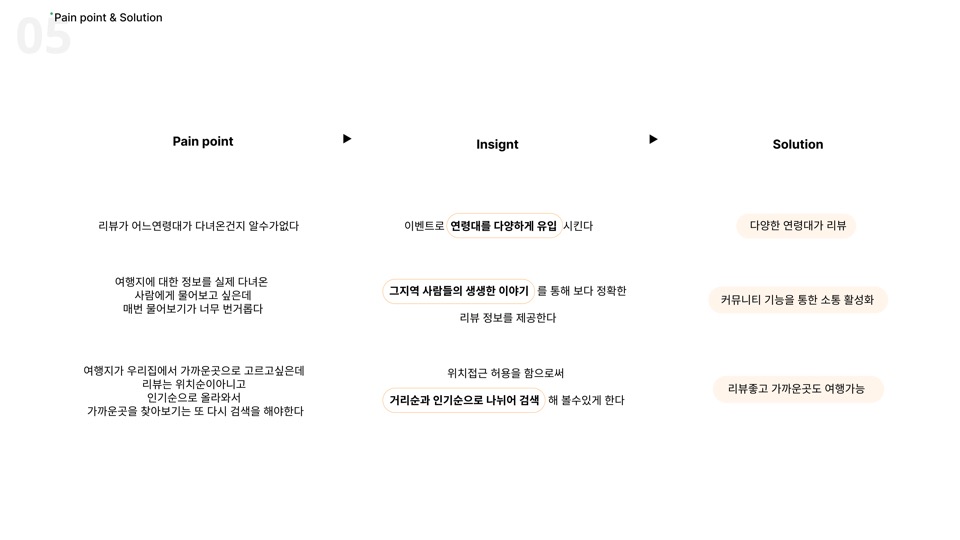 05
*Pain point & Solution
Pain point
▶
Insignt
▶
Solution
리뷰가 어느연령대가 다녀온건지 알수가없다
이벤트로 연령대를 다양하게 유입 시킨다
다양한 연령대가 리뷰
여행지에 대한 정보를 실제 다녀온
사람에게 물어보고 싶은데
매번 물어보기가 너무 번거롭다
그지역 사람들의 생생한 이야기 를 통해 보다 정확한
리뷰 정보를 제공한다
커뮤니티 기능을 통한 소통 활성화
여행지가 우리집에서 가까운곳으로 고르고싶은데
리뷰는 위치순이아니고
인기순으로 올라와서
가까운곳을 찾아보기는 또 다시 검색을 해야한다
위치접근 허용을 함으로써
거리순과 인기순으로 나뉘어 검색 해 볼수있게 한다
리뷰좋고 가까운곳도 여행가능